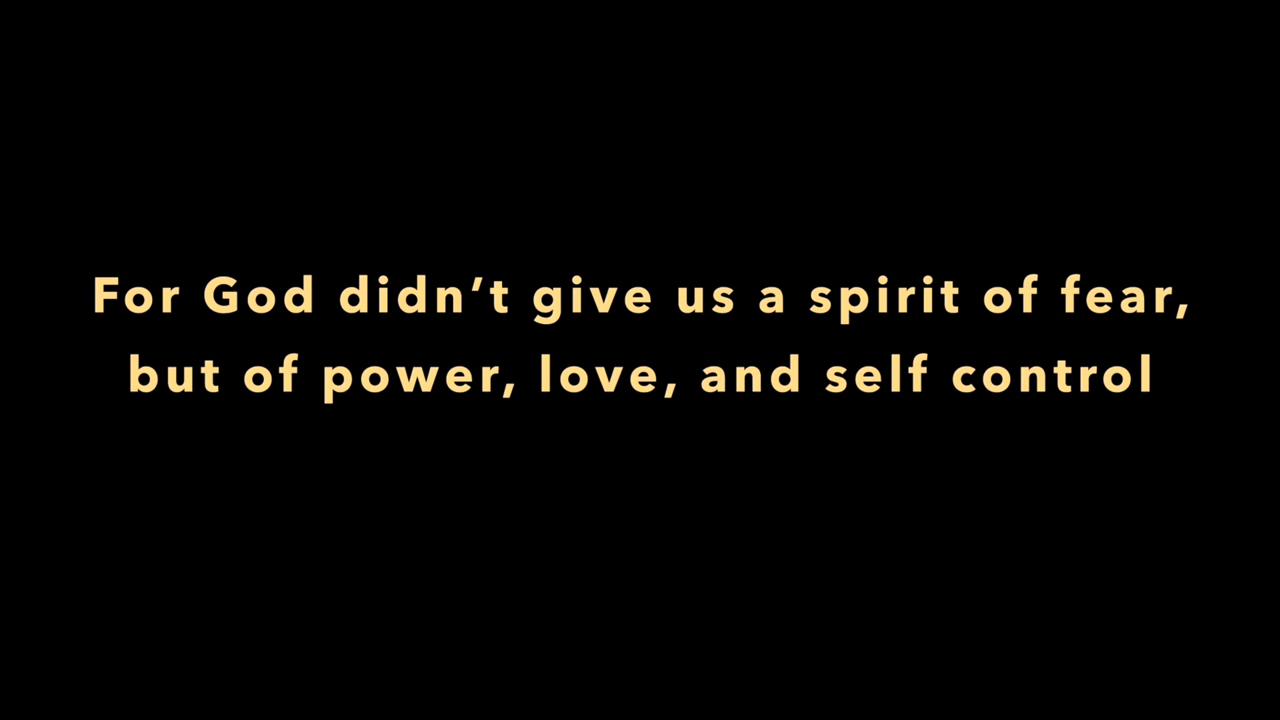 For God didn’t give us a spirit of fear,
but of power, love, and self control